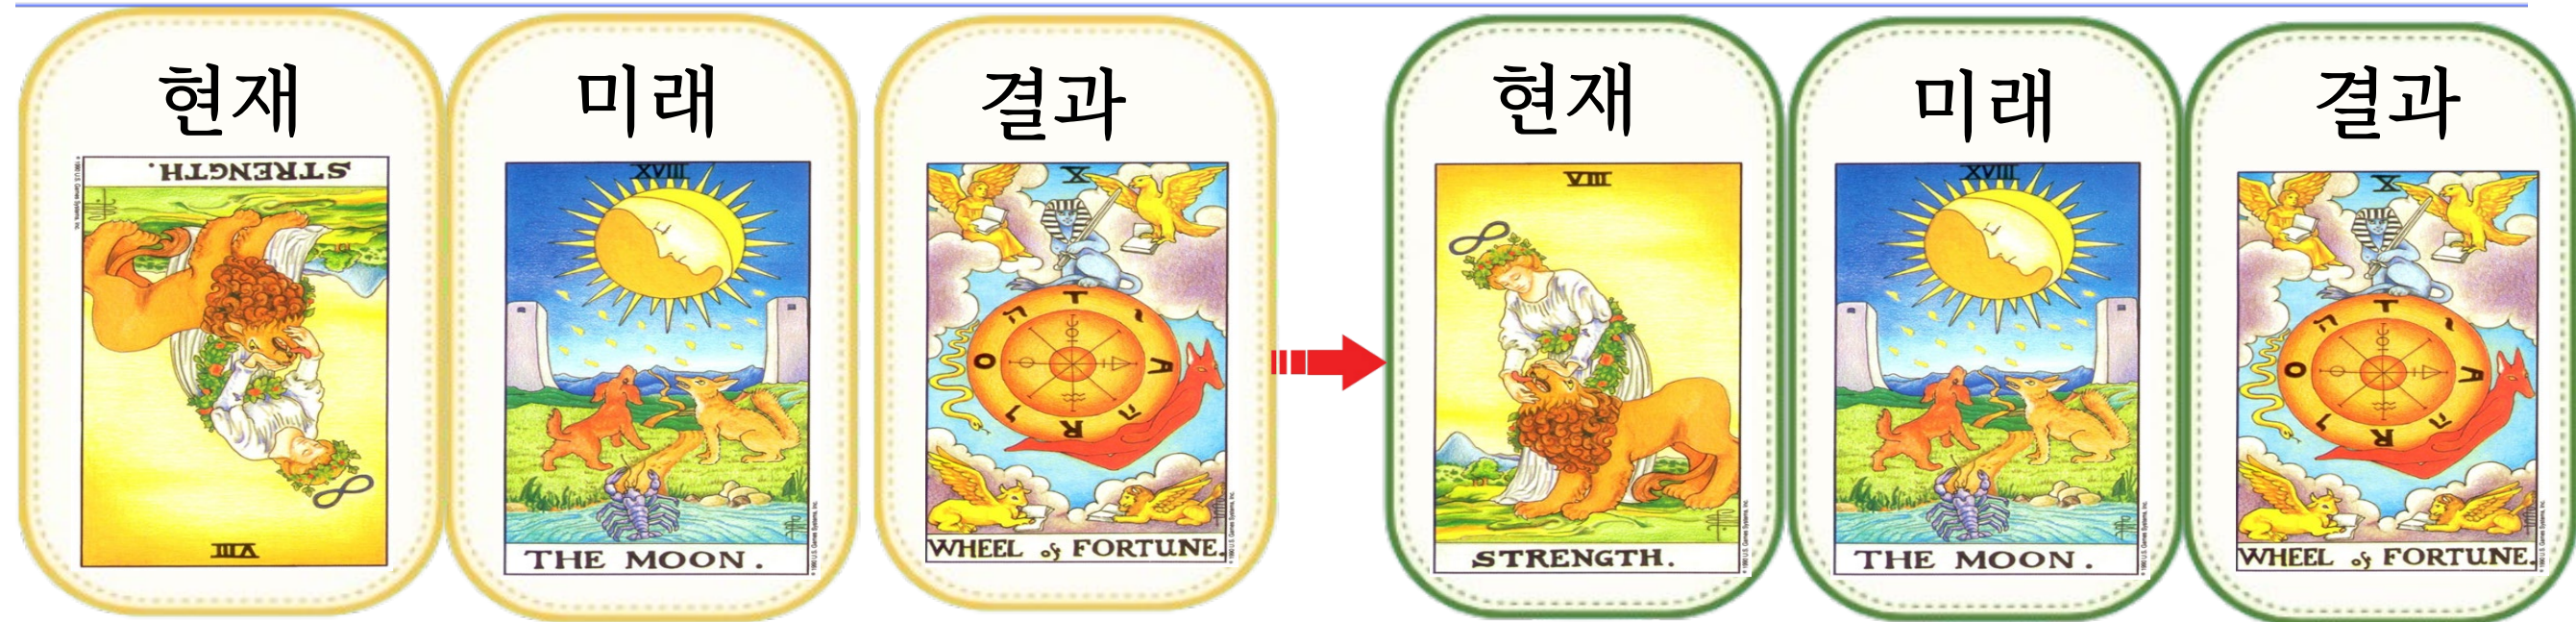 현재
미래
결과
현재
미래
결과
STRENGTH.
VIII
XVIII
THE MOON.
X
WHEEL of FORTUNE.
VIII
STRENGTH.
XVIII
THE MOON.
X
WHEEL of FORTUNE.